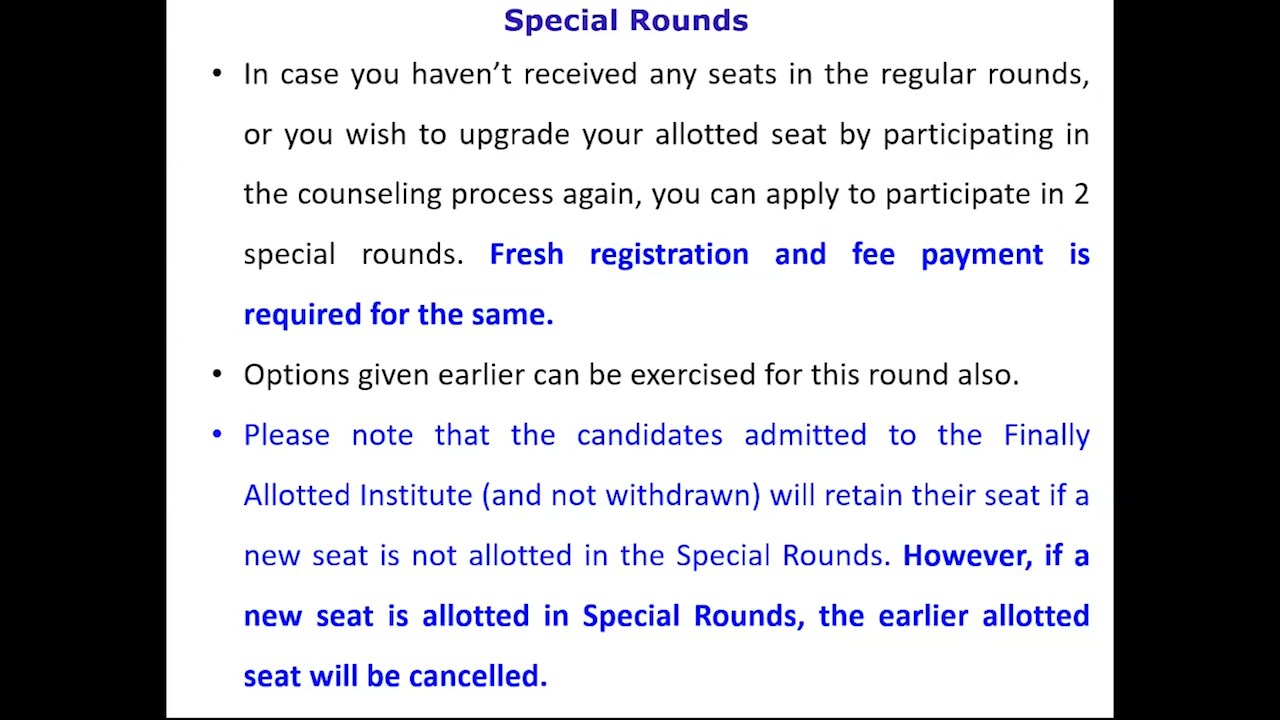 Special Rounds
• In case you haven’t received any seats in the regular rounds,
or you wish to upgrade your allotted seat by participating in
the counseling process again, you can apply to participate in 2
special rounds. Fresh registration and fee payment is
required for the same.
• Options given earlier can be exercised for this round also.
• Please note that the candidates admitted to the Finally
Allotted Institute (and not withdrawn) will retain their seat if a
new seat is not allotted in the Special Rounds. However, if a
new seat is allotted in Special Rounds, the earlier allotted
seat will be cancelled.